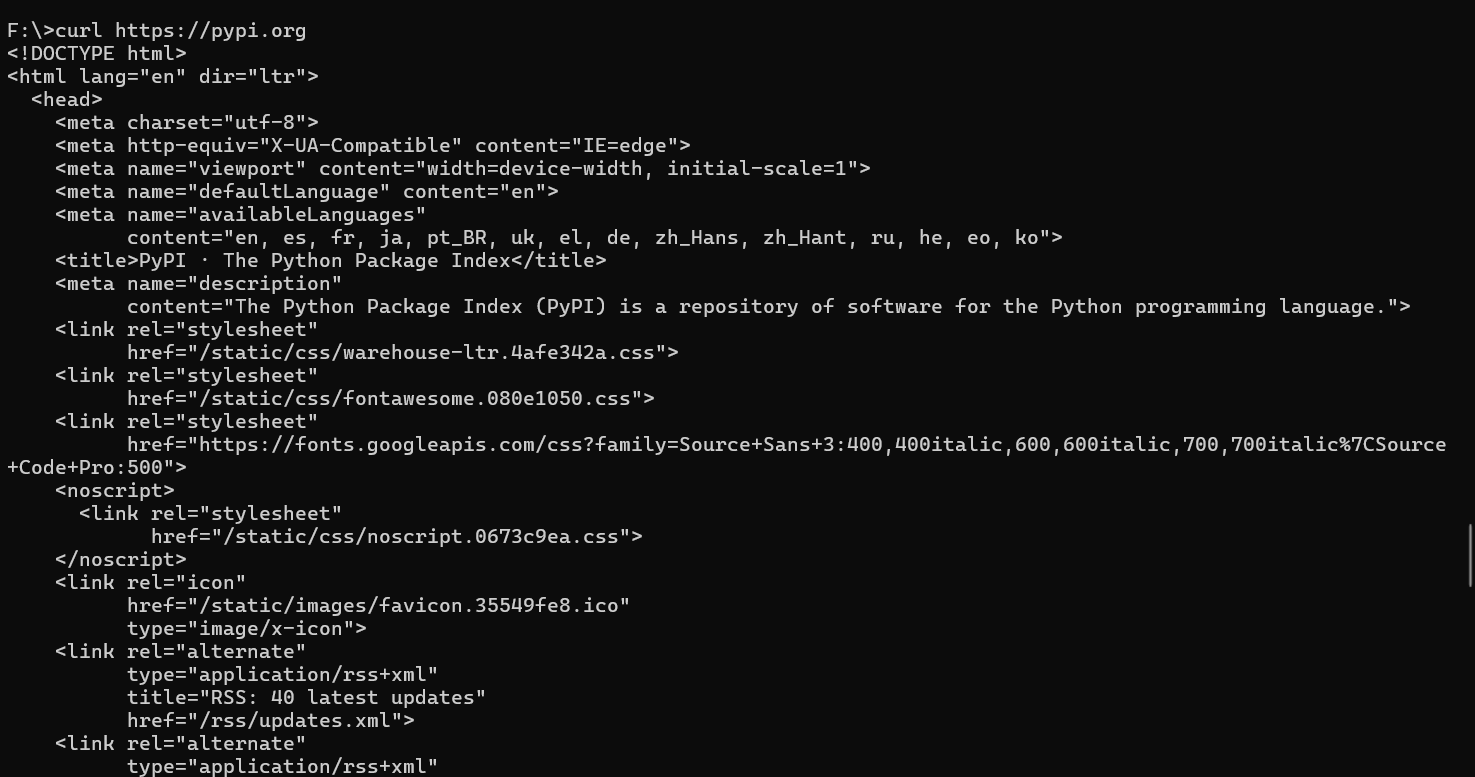 F:\>curl https://pypi.org
<!DOCTYPE html>
<html lang="en" dir="ltr">
  <head>
    <meta charset="utf-8">
    <meta http-equiv="X-UA-Compatible" content="IE=edge">
    <meta name="viewport" content="width=device-width, initial-scale=1">
    <meta name="defaultLanguage" content="en">
    <meta name="availableLanguages"
          content="en, es, fr, ja, pt_BR, uk, el, de, zh_Hans, zh_Hant, ru, he, eo, ko">
    <title>PyPI · The Python Package Index</title>
    <meta name="description"
          content="The Python Package Index (PyPI) is a repository of software for the Python programming language.">
    <link rel="stylesheet"
          href="/static/css/warehouse-ltr.4afe342a.css">
    <link rel="stylesheet"
          href="/static/css/fontawesome.080e1050.css">
    <link rel="stylesheet"
          href="https://fonts.googleapis.com/css?family=Source+Sans+3:400,400italic,600,600italic,700,700italic%7CSource
+Code+Pro:500">
    <noscript>
      <link rel="stylesheet"
            href="/static/css/noscript.0673c9ea.css">
    </noscript>
    <link rel="icon"
          href="/static/images/favicon.35549fe8.ico"
          type="image/x-icon">
    <link rel="alternate"
          type="application/rss+xml"
          title="RSS: 40 latest updates"
          href="/rss/updates.xml">
    <link rel="alternate"
          type="application/rss+xml"